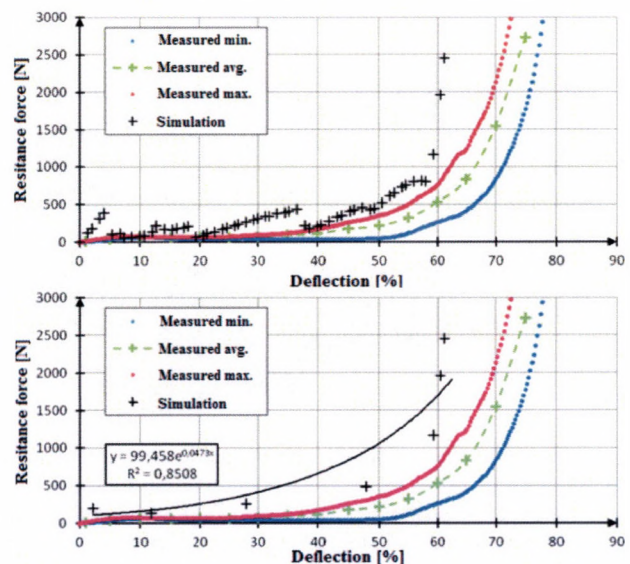 3000
2500
2000
1500
1000
500
0
Resitance force [N]
Measured min.
Measured avg.
Measured max.
Simulation
0 10 20 30 40 50 60 70 80 90
Deflection [%]
3000
2500
2000
1500
1000
500
0
Resitance force [N]
Measured min.
Measured avg.
Measured max.
Simulation
y = 99,458e^0,0473x
R² = 0,8508
0 10 20 30 40 50 60 70 80 90
Deflection [%]